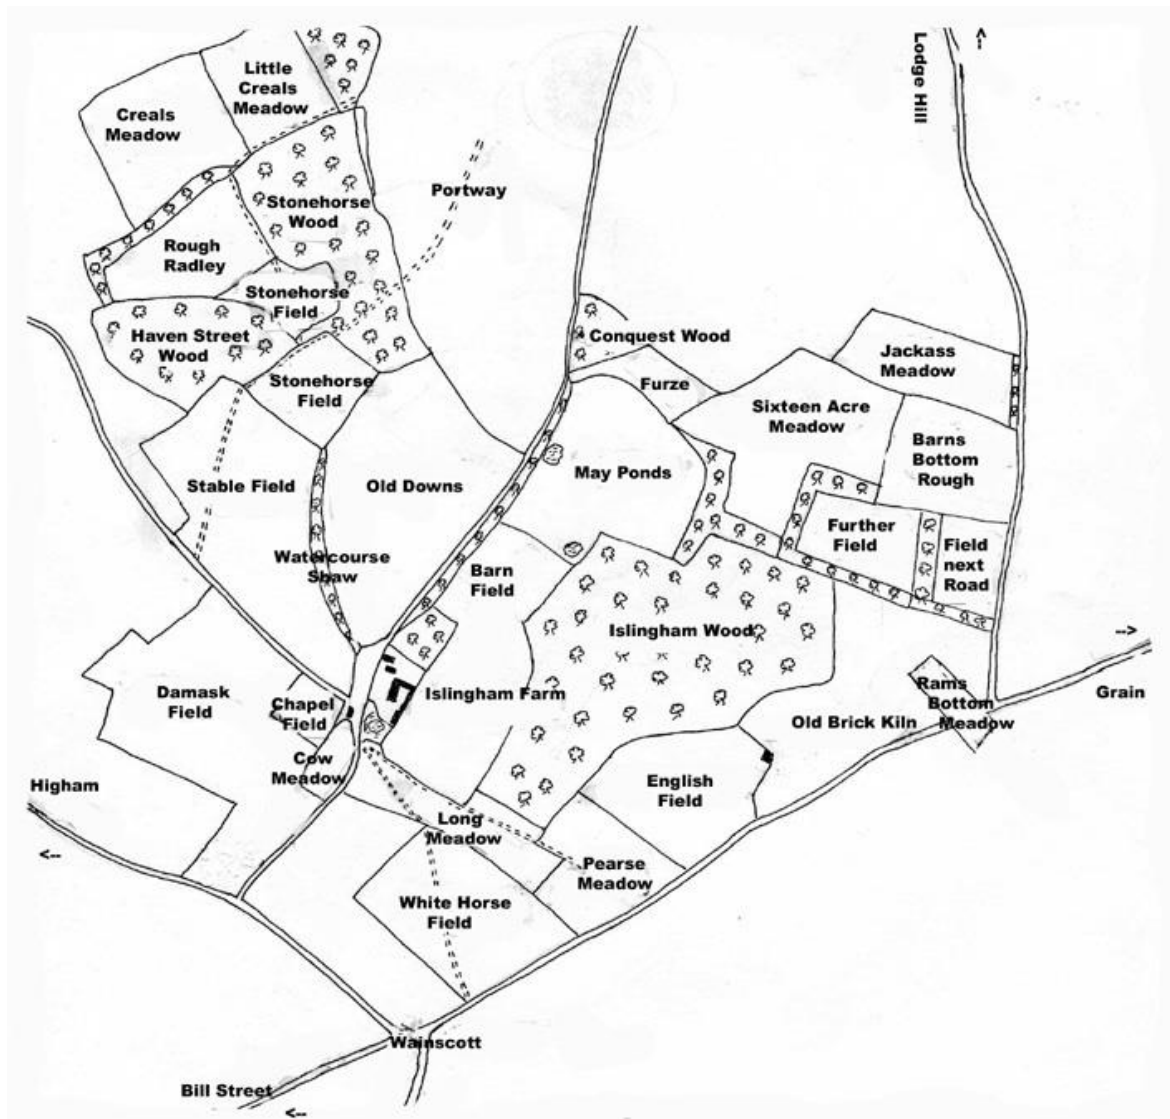 Little
Creals
Meadow
Creals
Meadow
Lodge Hill
<--
Portway
Stonehorse
Wood
Rough
Radley
Stonehorse
Field
Haven Street
Wood
Conquest Wood
Jackass
Meadow
Stonehorse
Field
Furze
Sixteen Acre
Meadow
Barns
Bottom
Rough
Stable Field
Old Downs
May Ponds
Further
Field
Field
next
Road
Watercourse
Shaw
Barn
Field
Islingham Wood
-->
Grain
Damask
Field
Chapel
Field
Islingham Farm
Rams
Bottom
Meadow
Old Brick Kiln
Cow
Meadow
English
Field
Higham
<--
Long
Meadow
Pearse
Meadow
White Horse
Field
Wainscott
Bill Street
<--